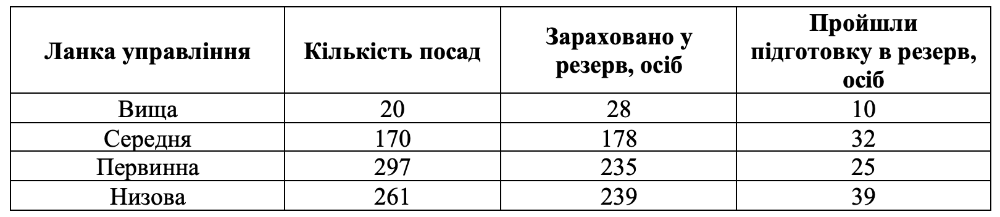 Ланка управління
Кількість посад
Зараховано у
резерв, осіб
Пройшли
підготовку в резерв,
осіб
Вища 20 28 10
Середня 170 178 32
Первинна 297 235 25
Низова 261 239 39